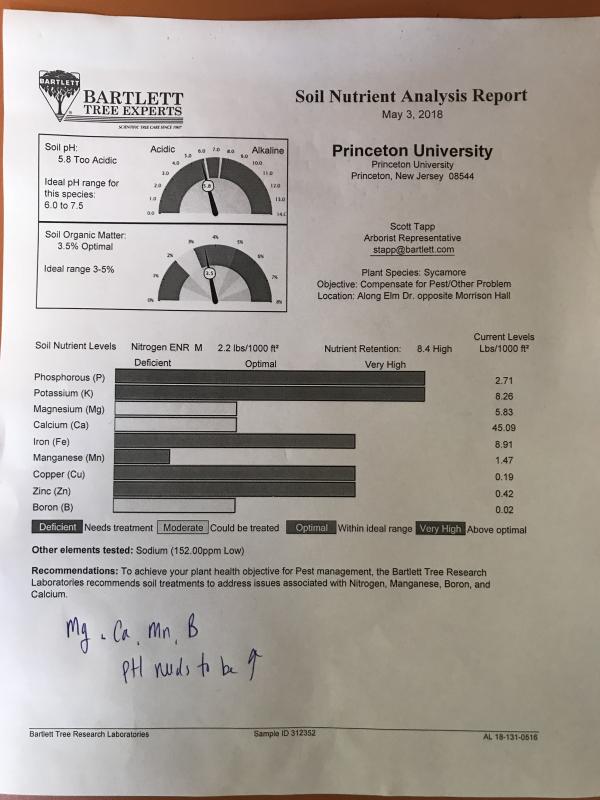 BARTLETT
BARTLETT
TREE EXPERTS
SCIENTIFIC TREE CARE SINCE 1907
Soil Nutrient Analysis Report
May 3, 2018
Soil pH:
5.8 Too Acidic
Ideal pH range for
this species:
6.0 to 7.5
Acidic
Alkaline
0.0 1.0 2.0 3.0 4.0 5.0 6.0 7.0 8.0 9.0 10.0 11.0 12.0 13.0 14.0
5.8
Soil Organic Matter:
3.5% Optimal
Ideal range 3-5%
0% 1% 2% 3% 4% 5% 6% 7% 8%
3.5
Princeton University
Princeton University
Princeton, New Jersey 08544
Scott Tapp
Arborist Representative
stapp@bartlett.com
Plant Species: Sycamore
Objective: Compensate for Pest/Other Problem
Location: Along Elm Dr. opposite Morrison Hall
Soil Nutrient Levels Nitrogen ENR M 2.2 lbs/1000 ft² Nutrient Retention: 8.4 High
Current Levels
Lbs/1000 ft²
Deficient Optimal Very High
Phosphorous (P) 2.71
Potassium (K) 8.26
Magnesium (Mg) 5.83
Calcium (Ca) 45.09
Iron (Fe) 8.91
Manganese (Mn) 1.47
Copper (Cu) 0.19
Zinc (Zn) 0.42
Boron (B) 0.02
Deficient Needs treatment Moderate Could be treated Optimal Within ideal range Very High Above optimal
Other elements tested: Sodium (152.00ppm Low)
Recommendations: To achieve your plant health objective for Pest management, the Bartlett Tree Research
Laboratories recommends soil treatments to address issues associated with Nitrogen, Manganese, Boron, and
Calcium.
Mg, Ca, Mn, B
pH needs to be ↑
Bartlett Tree Research Laboratories Sample ID 312352 AL 18-131-0516